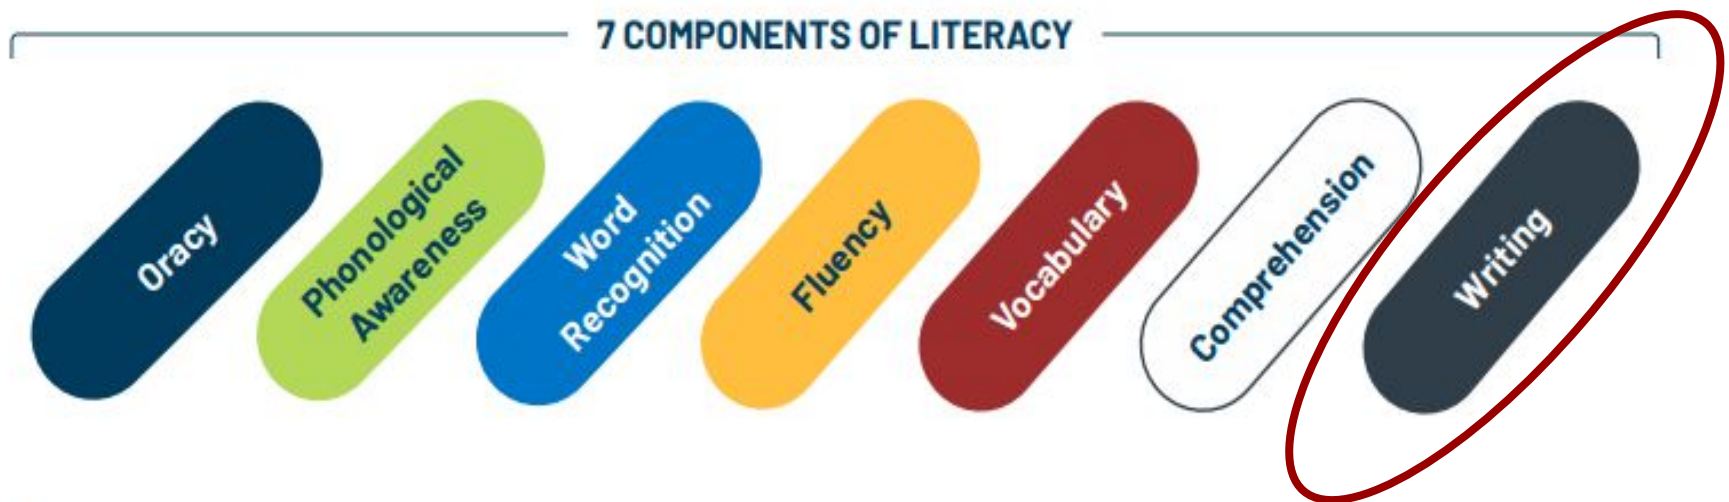 7 COMPONENTS OF LITERACY
Oracy
Phonological
Awareness
Word
Recognition
Fluency
Vocabulary
Comprehension
Writing